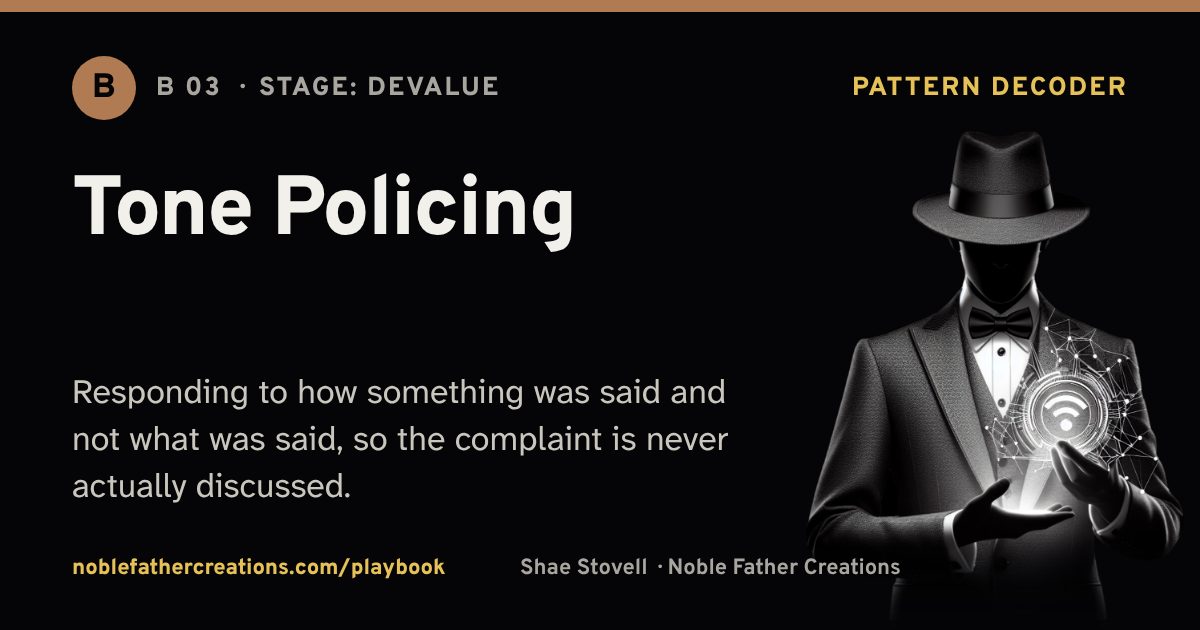 B
B 03 · STAGE: DEVALUE
PATTERN DECODER
Tone Policing
Responding to how something was said and
not what was said, so the complaint is never
actually discussed.
noblefathercreations.com/playbook
Shae Stovell · Noble Father Creations